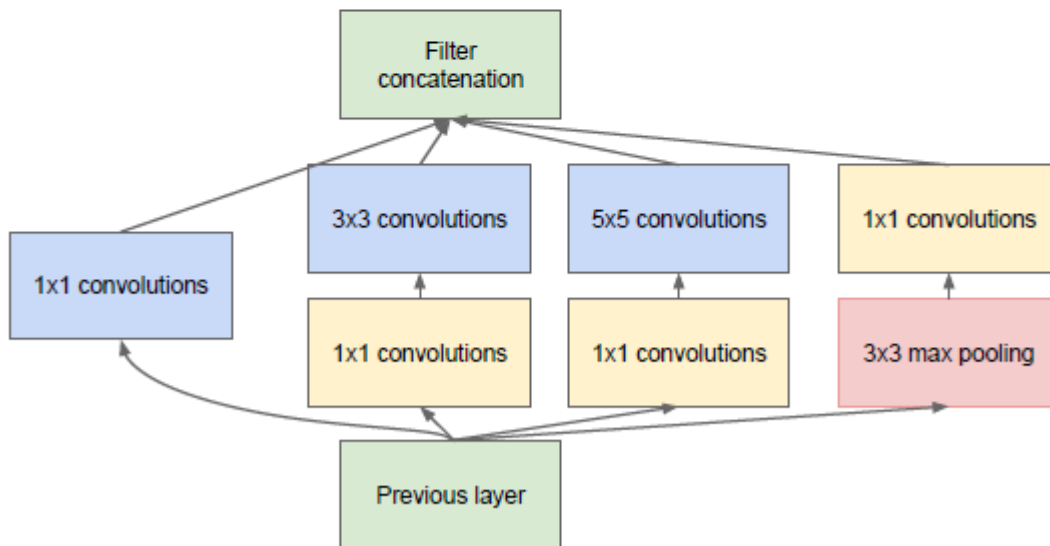 Filter
concatenation
3x3 convolutions
5x5 convolutions
1x1 convolutions
1x1 convolutions
1x1 convolutions
1x1 convolutions
3x3 max pooling
Previous layer